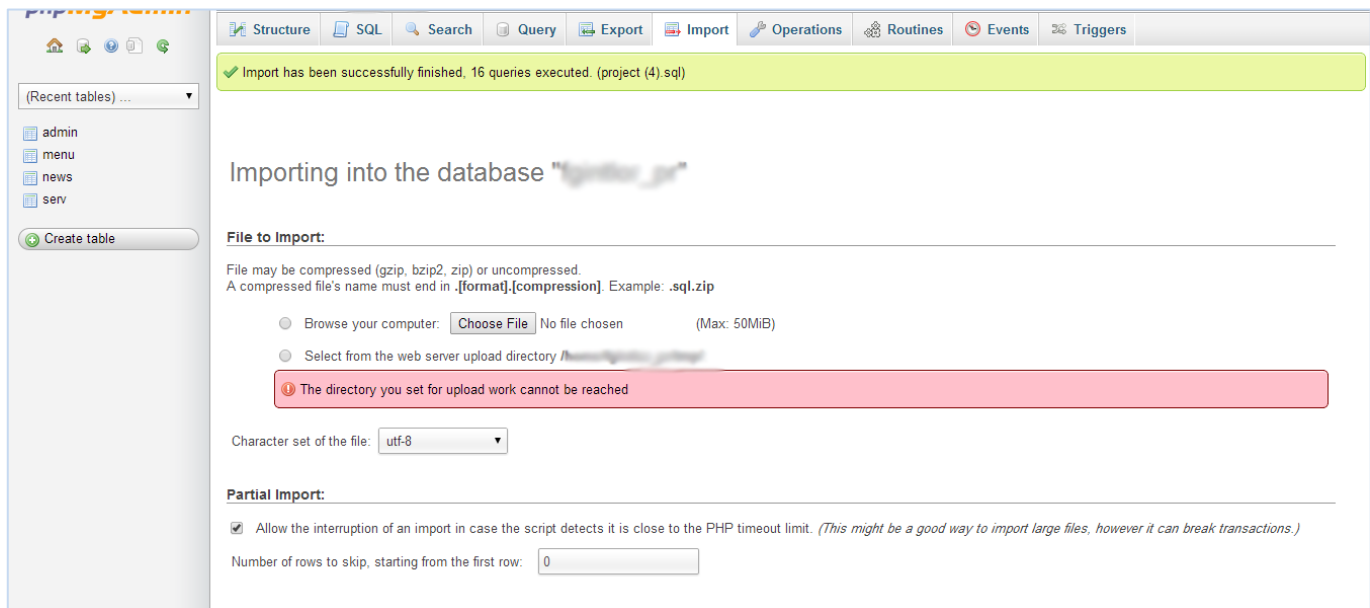 phpMyAdmin
Structure SQL Search Query Export Import Operations Routines Events Triggers
Import has been successfully finished, 16 queries executed. (project (4).sql)
(Recent tables) ...
admin
menu
news
serv
Create table
Importing into the database "
File to Import:
File may be compressed (gzip, bzip2, zip) or uncompressed.
A compressed file's name must end in .[format].[compression]. Example: .sql.zip
Browse your computer: Choose File No file chosen (Max: 50MiB)
Select from the web server upload directory
The directory you set for upload work cannot be reached
Character set of the file: utf-8
Partial Import:
Allow the interruption of an import in case the script detects it is close to the PHP timeout limit. (This might be a good way to import large files, however it can break transactions.)
Number of rows to skip, starting from the first row: 0